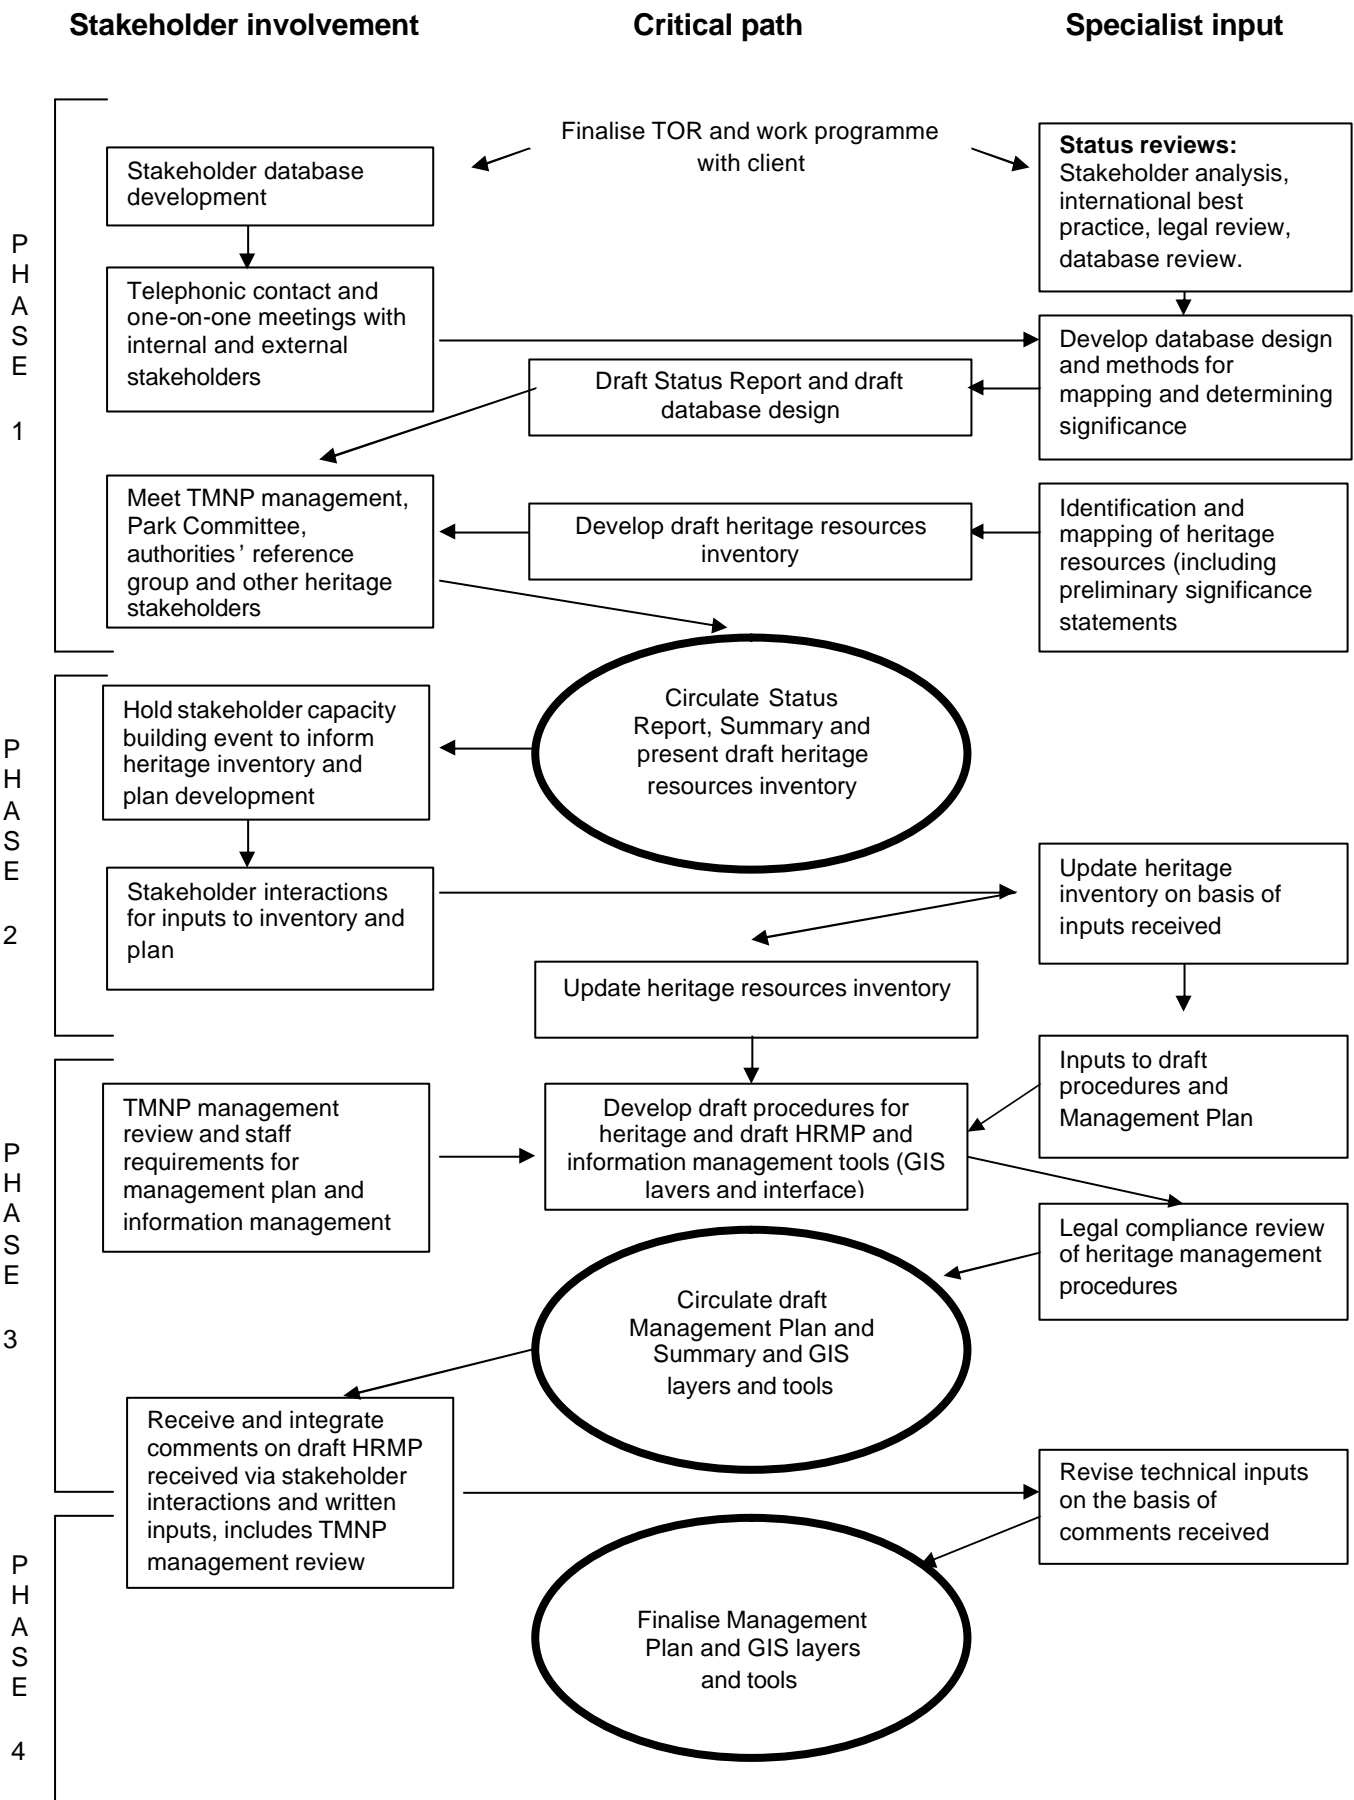 Stakeholder involvement
Critical path
Specialist input
PHASE 1
Finalise TOR and work programme
with client
Stakeholder database
development
Status reviews:
Stakeholder analysis,
international best
practice, legal review,
database review.
Telephonic contact and
one-on-one meetings with
internal and external
stakeholders
Develop database design
and methods for
mapping and determining
significance
Draft Status Report and draft
database design
Meet TMNP management,
Park Committee,
authorities’ reference
group and other heritage
stakeholders
Develop draft heritage resources
inventory
Identification and
mapping of heritage
resources (including
preliminary significance
statements
PHASE 2
Circulate Status
Report, Summary and
present draft heritage
resources inventory
Hold stakeholder capacity
building event to inform
heritage inventory and
plan development
Stakeholder interactions
for inputs to inventory and
plan
Update heritage
inventory on basis of
inputs received
Update heritage resources inventory
PHASE 3
Inputs to draft
procedures and
Management Plan
TMNP management
review and staff
requirements for
management plan and
information management
Develop draft procedures for
heritage and draft HRMP and
information management tools (GIS
layers and interface)
Legal compliance review
of heritage management
procedures
Circulate draft
Management Plan and
Summary and GIS
layers and tools
Receive and integrate
comments on draft HRMP
received via stakeholder
interactions and written
inputs, includes TMNP
management review
Revise technical inputs
on the basis of
comments received
PHASE 4
Finalise Management
Plan and GIS layers
and tools